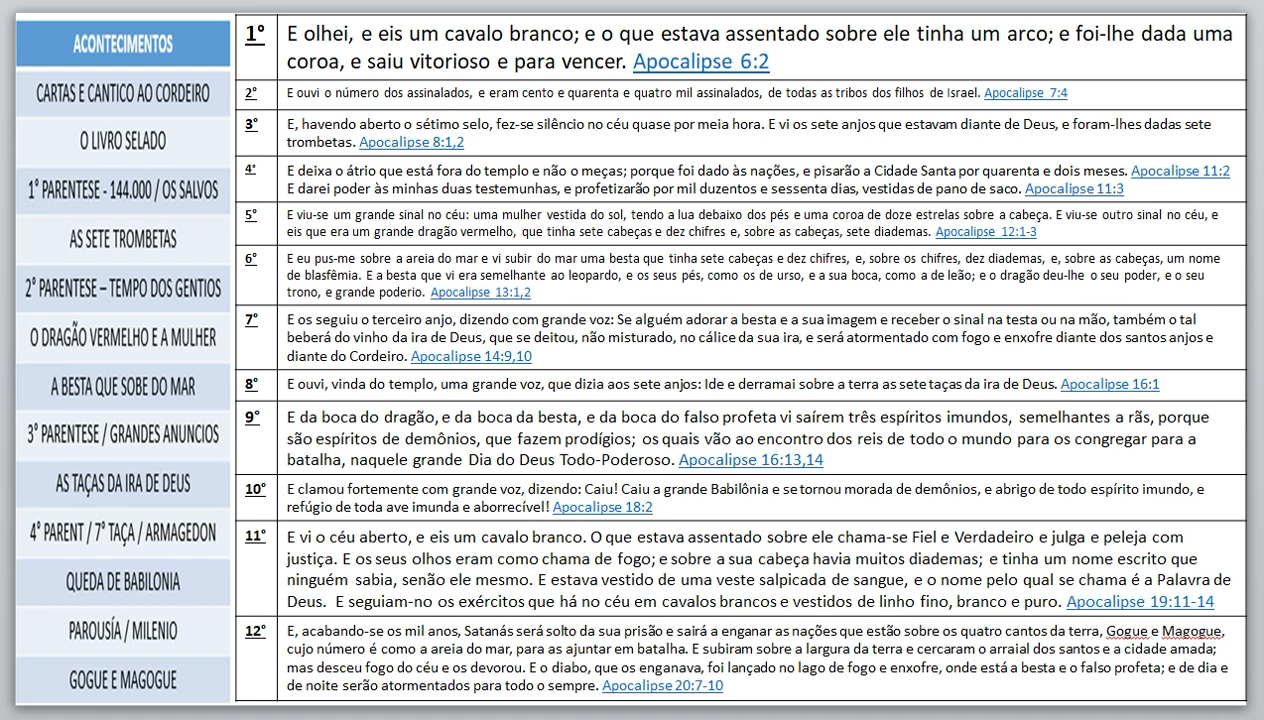 ACONTECIMENTOS
CARTAS E CANTICO AO CORDEIRO
O LIVRO SELADO
1° PARENTESE - 144.000 / OS SALVOS
AS SETE TROMBETAS
2° PARENTESE – TEMPO DOS GENTIOS
O DRAGÃO VERMELHO E A MULHER
A BESTA QUE SOBE DO MAR
3° PARENTESE / GRANDES ANUNCIOS
AS TAÇAS DA IRA DE DEUS
4° PARENT / 7° TAÇA / ARMAGEDON
QUEDA DE BABILONIA
PAROUSÍA / MILENIO
GOGUE E MAGOGUE
1° E olhei, e eis um cavalo branco; e o que estava assentado sobre ele tinha um arco; e foi-lhe dada uma
coroa, e saiu vitorioso e para vencer. Apocalipse 6:2
2° E ouvi o número dos assinalados, e eram cento e quarenta e quatro mil assinalados, de todas as tribos dos filhos de Israel. Apocalipse 7:4
3° E, havendo aberto o sétimo selo, fez-se silêncio no céu quase por meia hora. E vi os sete anjos que estavam diante de Deus, e foram-lhes dadas sete
trombetas. Apocalipse 8:1,2
4° E deixa o átrio que está fora do templo e não o meças; porque foi dado às nações, e pisarão a Cidade Santa por quarenta e dois meses. Apocalipse 11:2
E darei poder às minhas duas testemunhas, e profetizarão por mil duzentos e sessenta dias, vestidas de pano de saco. Apocalipse 11:3
5° E viu-se um grande sinal no céu: uma mulher vestida do sol, tendo a lua debaixo dos pés e uma coroa de doze estrelas sobre a cabeça. E viu-se outro sinal no céu, e
eis que era um grande dragão vermelho, que tinha sete cabeças e dez chifres e, sobre as cabeças, sete diademas. Apocalipse 12:1-3
6° E eu pus-me sobre a areia do mar e vi subir do mar uma besta que tinha sete cabeças e dez chifres, e, sobre os chifres, dez diademas, e, sobre as cabeças, um nome
de blasfêmia. E a besta que vi era semelhante ao leopardo, e os seus pés, como os de urso, e a sua boca, como a de leão; e o dragão deu-lhe o seu poder, e o seu
trono, e grande poderio. Apocalipse 13:1,2
7° E os seguiu o terceiro anjo, dizendo com grande voz: Se alguém adorar a besta e a sua imagem e receber o sinal na testa ou na mão, também o tal
beberá do vinho da ira de Deus, que se deitou, não misturado, no cálice da sua ira, e será atormentado com fogo e enxofre diante dos santos anjos e
diante do Cordeiro. Apocalipse 14:9,10
8° E ouvi, vinda do templo, uma grande voz, que dizia aos sete anjos: Ide e derramai sobre a terra as sete taças da ira de Deus. Apocalipse 16:1
9° E da boca do dragão, e da boca da besta, e da boca do falso profeta vi saírem três espíritos imundos, semelhantes a rãs, porque
são espíritos de demônios, que fazem prodígios; os quais vão ao encontro dos reis de todo o mundo para os congregar para a
batalha, naquele grande Dia do Deus Todo-Poderoso. Apocalipse 16:13,14
10° E clamou fortemente com grande voz, dizendo: Caiu! Caiu a grande Babilônia e se tornou morada de demônios, e abrigo de todo espírito imundo, e
refúgio de toda ave imunda e aborrecível! Apocalipse 18:2
11° E vi o céu aberto, e eis um cavalo branco. O que estava assentado sobre ele chama-se Fiel e Verdadeiro e julga e peleja com
justiça. E os seus olhos eram como chama de fogo; e sobre a sua cabeça havia muitos diademas; e tinha um nome escrito que
ninguém sabia, senão ele mesmo. E estava vestido de uma veste salpicada de sangue, e o nome pelo qual se chama é a Palavra de
Deus. E seguiam-no os exércitos que há no céu em cavalos brancos e vestidos de linho fino, branco e puro. Apocalipse 19:11-14
12° E, acabando-se os mil anos, Satanás será solto da sua prisão e sairá a enganar as nações que estão sobre os quatro cantos da terra, Gogue e Magogue,
cujo número é como a areia do mar, para as ajuntar em batalha. E subiram sobre a largura da terra e cercaram o arraial dos santos e a cidade amada;
mas desceu fogo do céu e os devorou. E o diabo, que os enganava, foi lançado no lago de fogo e enxofre, onde está a besta e o falso profeta; e de dia e
de noite serão atormentados para todo o sempre. Apocalipse 20:7-10